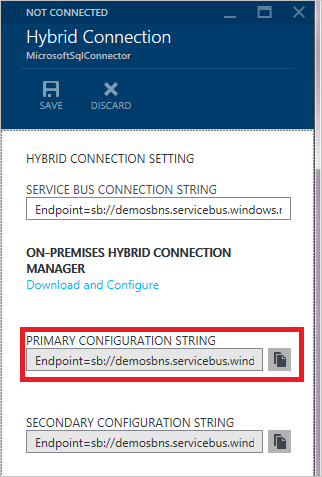 NOT CONNECTED
Hybrid Connection
MicrosoftSqlConnector
SAVE DISCARD
HYBRID CONNECTION SETTING
SERVICE BUS CONNECTION STRING
Endpoint=sb://demosbns.servicebus.windows.r
ON-PREMISES HYBRID CONNECTION
MANAGER
Download and Configure
PRIMARY CONFIGURATION STRING
Endpoint=sb://demosbns.servicebus.wind
SECONDARY CONFIGURATION STRING
Endpoint=sb://demosbns.servicebus.wind